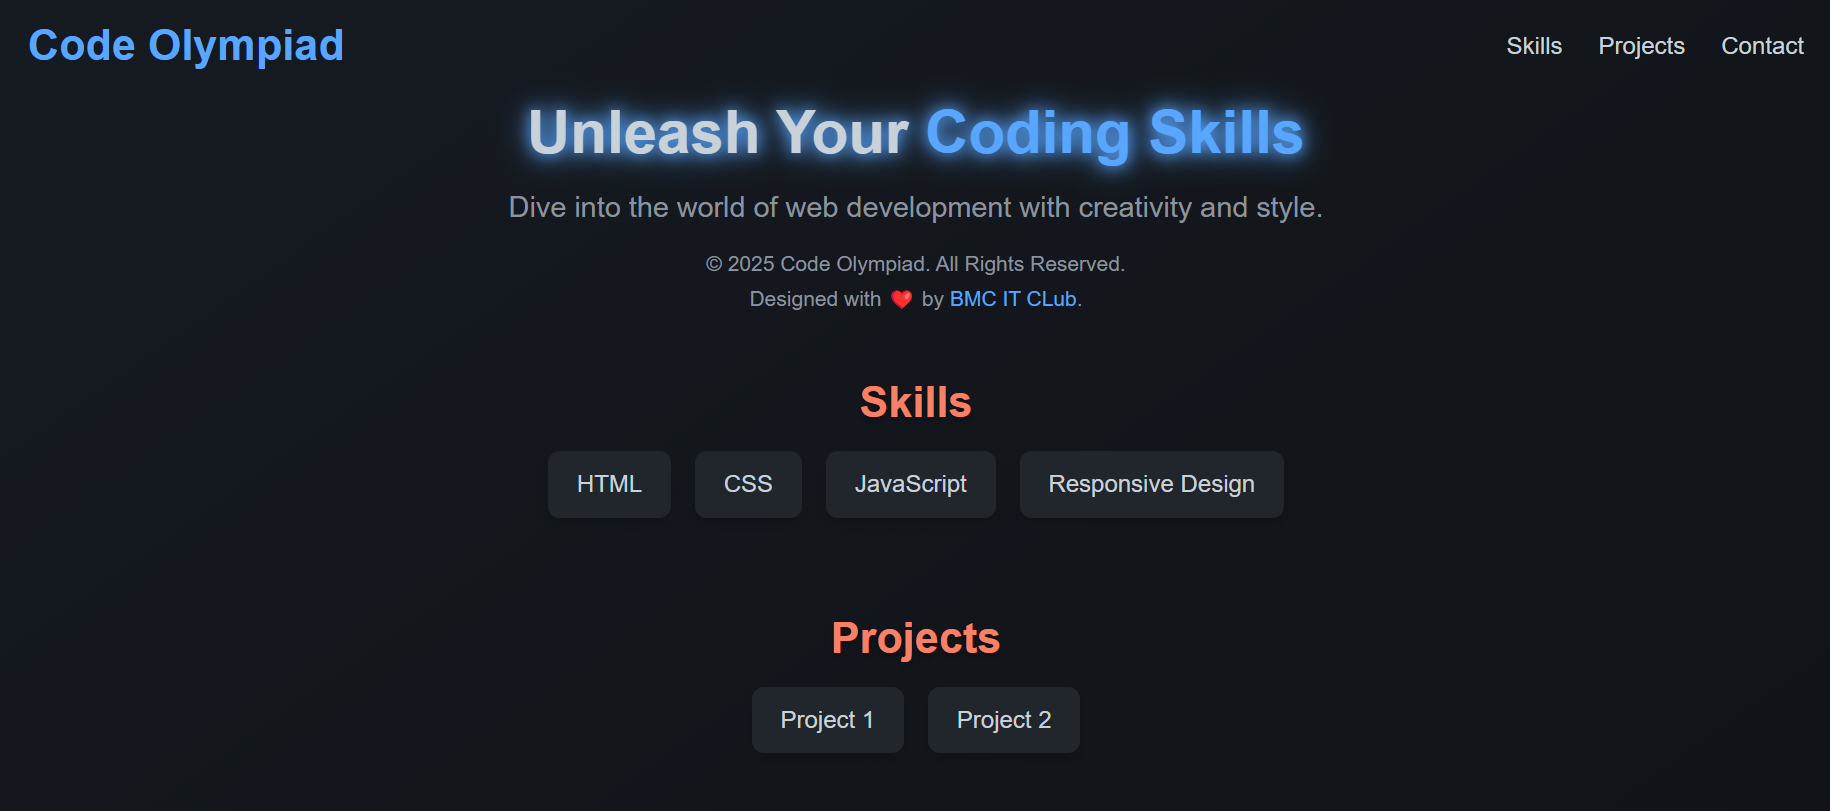 Code Olympiad
Skills Projects Contact
Unleash Your Coding Skills
Dive into the world of web development with creativity and style.
© 2025 Code Olympiad. All Rights Reserved.
Designed with ❤️ by BMC IT CLub.
Skills
HTML CSS JavaScript Responsive Design
Projects
Project 1 Project 2